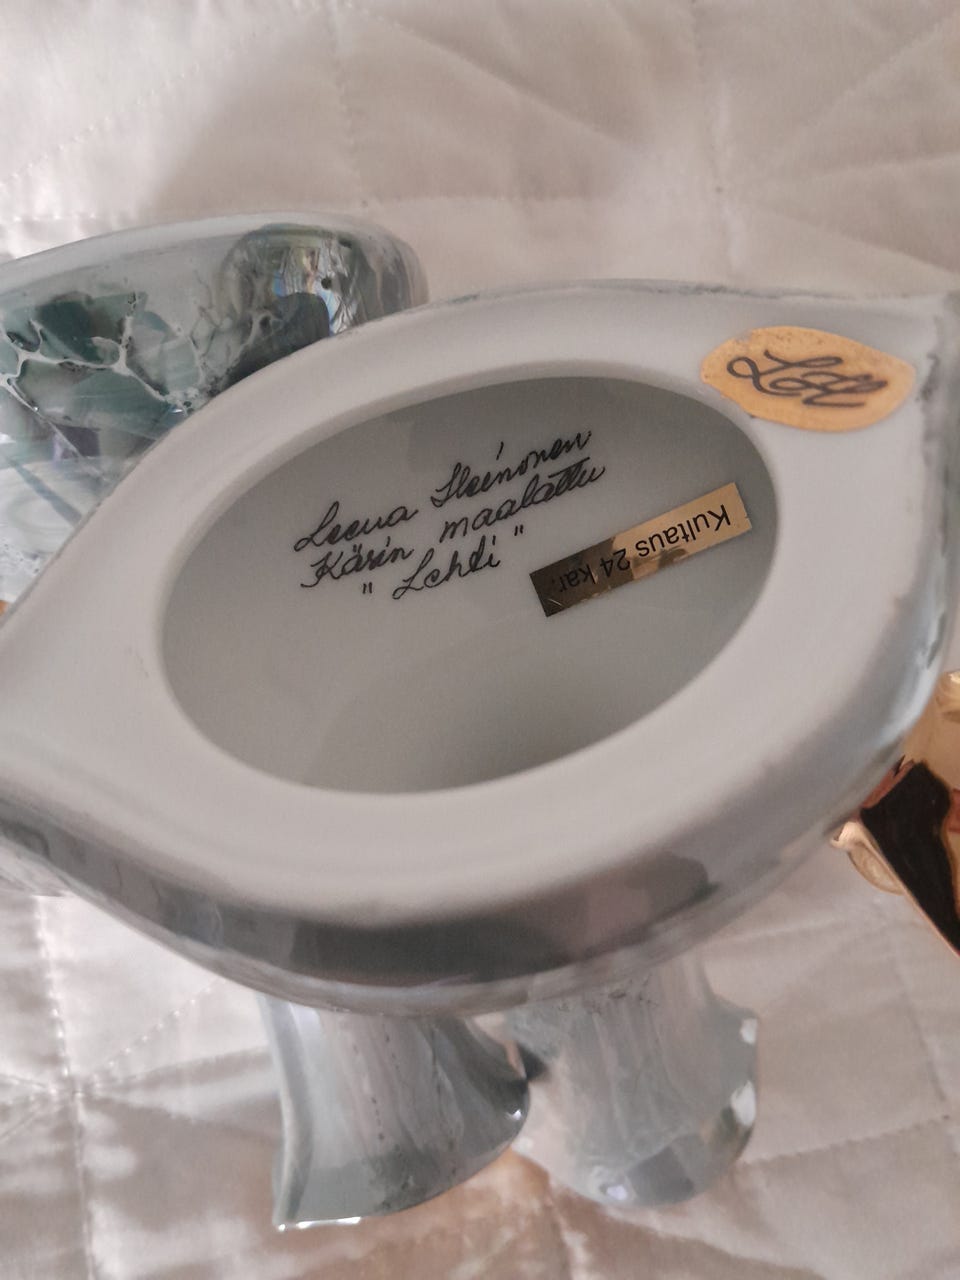 Leena Heinonen
Käsin maalattu
"Lehti"
Kultaus 24 kar.